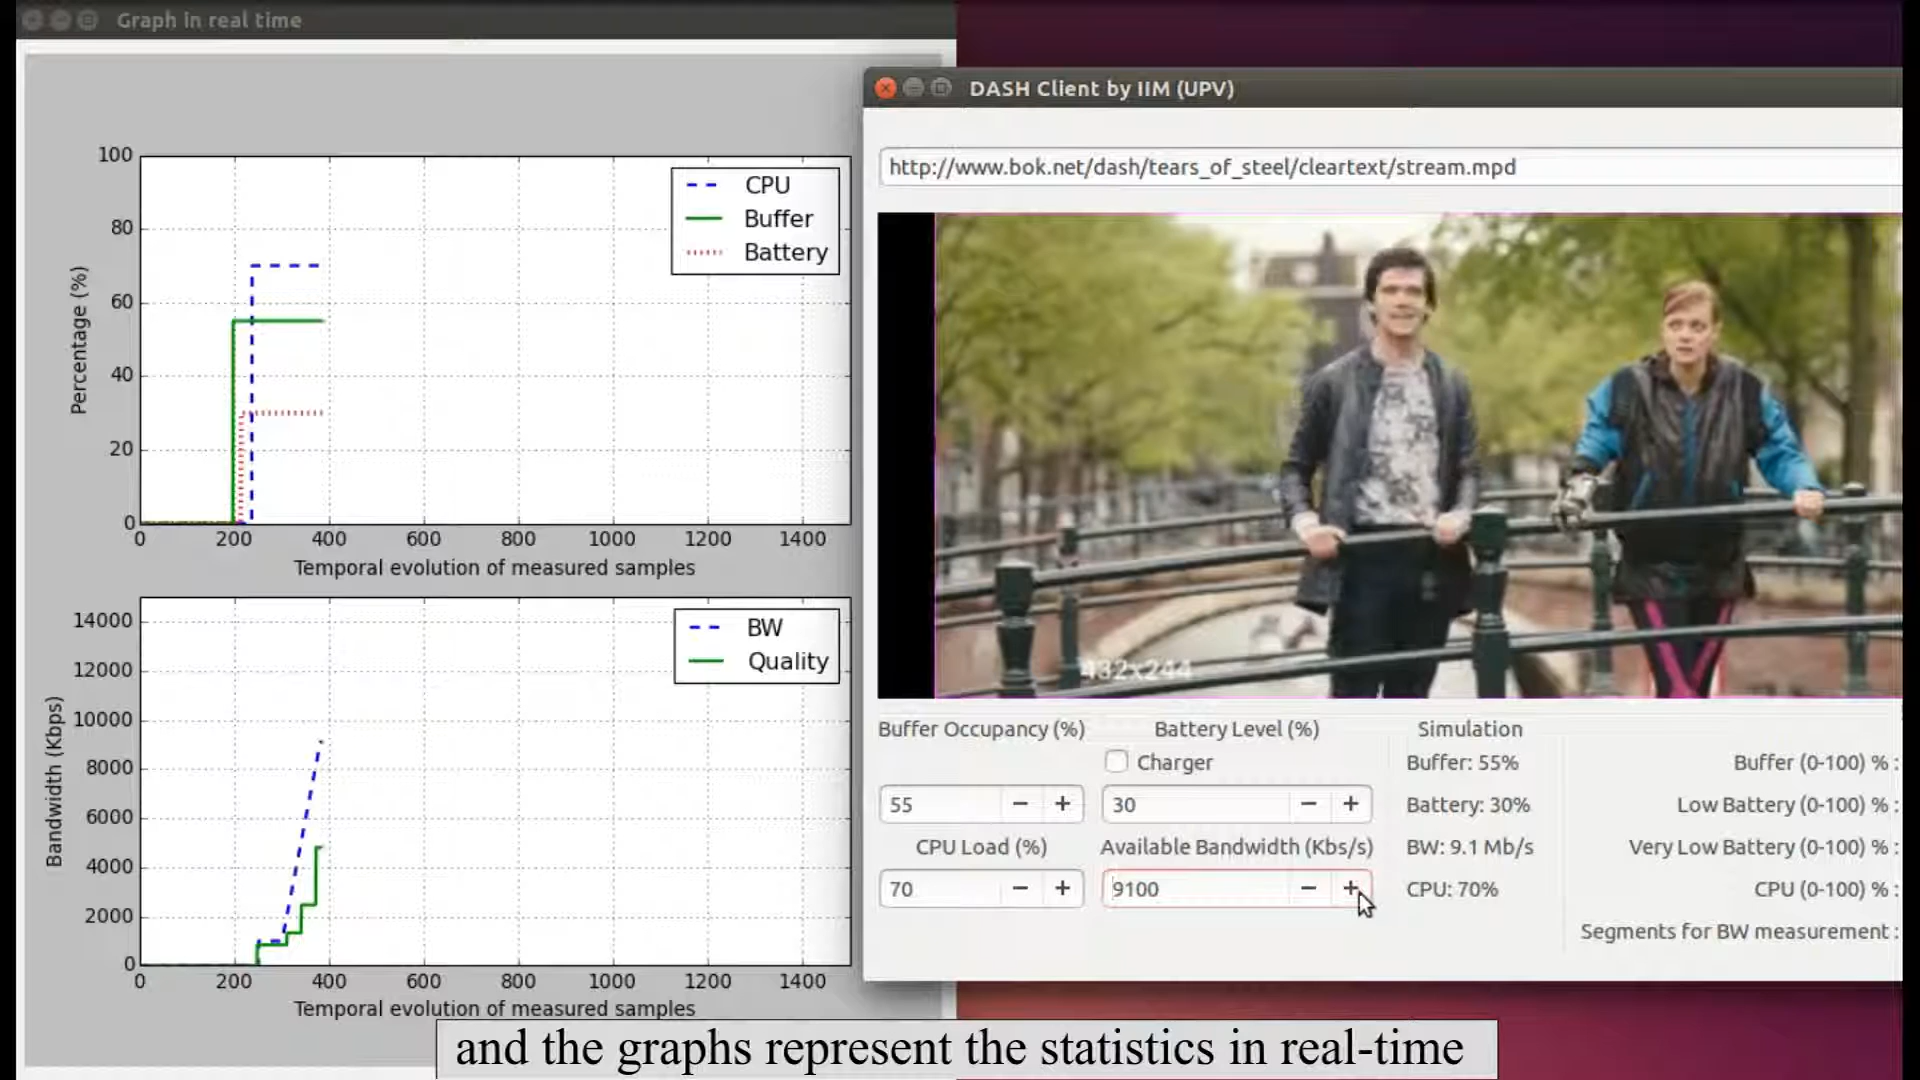 Graph in real time
100
80
60
40
20
0
Percentage (%)
CPU
Buffer
Battery
0 200 400 600 800 1000 1200 1400
Temporal evolution of measured samples
14000
12000
10000
8000
6000
4000
2000
0
Bandwidth (Kbps)
BW
Quality
0 200 400 600 800 1000 1200 1400
Temporal evolution of measured samples
DASH Client by IIM (UPV)
http://www.bok.net/dash/tears_of_steel/cleartext/stream.mpd
432x244
Buffer Occupancy (%) Battery Level (%) Simulation
Charger Buffer: 55% Buffer (0-100) % :
55 − + 30 − + Battery: 30% Low Battery (0-100) % :
CPU Load (%) Available Bandwidth (Kbs/s) BW: 9.1 Mb/s Very Low Battery (0-100) % :
70 − + 9100 − + CPU: 70% CPU (0-100) % :
Segments for BW measurement :
and the graphs represent the statistics in real-time